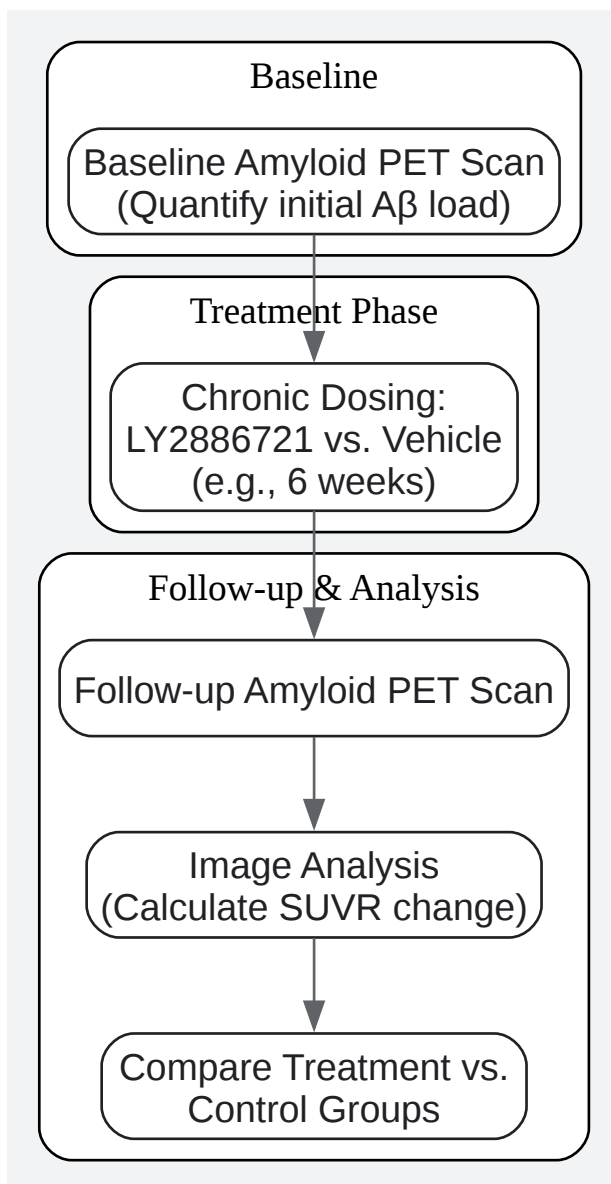 Baseline
Baseline Amyloid PET Scan
(Quantify initial Aβ load)
Treatment Phase
Chronic Dosing:
LY2886721 vs. Vehicle
(e.g., 6 weeks)
Follow-up & Analysis
Follow-up Amyloid PET Scan
Image Analysis
(Calculate SUVR change)
Compare Treatment vs.
Control Groups